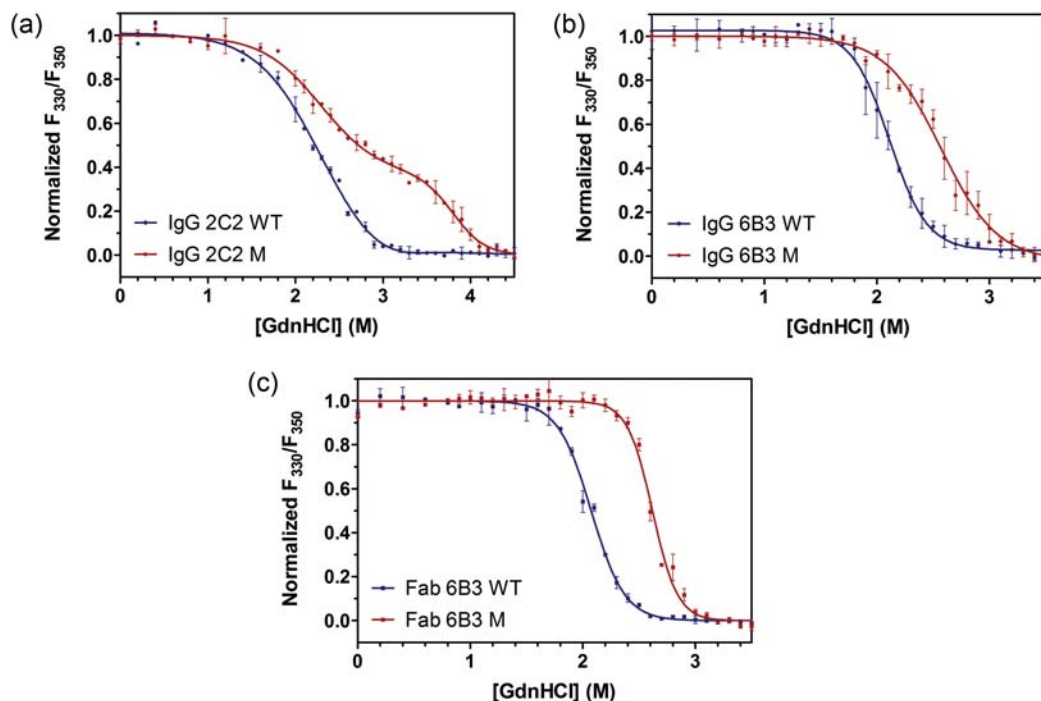 (a)
Normalized F330/F350
1.0
0.8
0.6
0.4
0.2
0.0
IgG 2C2 WT
IgG 2C2 M
0 1 2 3 4
[GdnHCl] (M)
(b)
Normalized F330/F350
1.0
0.8
0.6
0.4
0.2
0.0
IgG 6B3 WT
IgG 6B3 M
0 1 2 3
[GdnHCl] (M)
(c)
Normalized F330/F350
1.0
0.8
0.6
0.4
0.2
0.0
Fab 6B3 WT
Fab 6B3 M
0 1 2 3
[GdnHCl] (M)